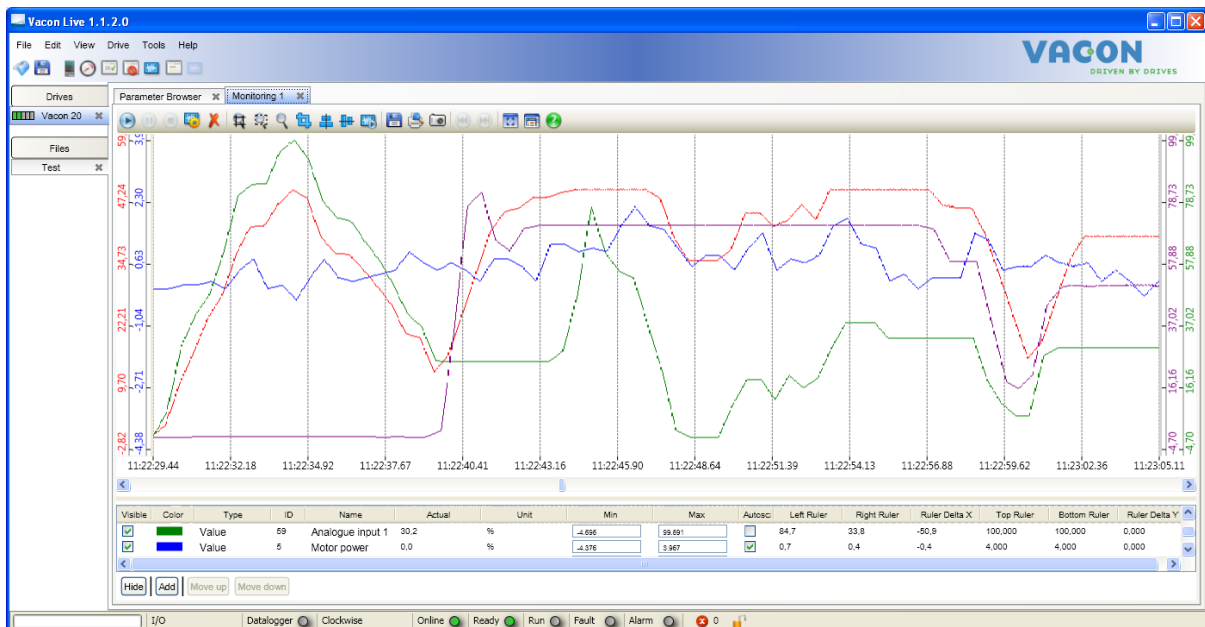 Vacon Live 1.1.2.0
File Edit View Drive Tools Help
VACON
DRIVEN BY DRIVES
Drives
Vacon 20
Files
Test
Parameter Browser Monitoring 1
59, 3,9 99, 99,
47,24 2,30 78,73 78,73
34,73 0,63 57,88 57,88
22,21 -1,04 37,02 37,02
9,70 -2,71 16,16 16,16
-2,82 -4,38 -4,70 -4,70
11:22:29.44 11:22:32.18 11:22:34.92 11:22:37.67 11:22:40.41 11:22:43.16 11:22:45.90 11:22:48.64 11:22:51.39 11:22:54.13 11:22:56.88 11:22:59.62 11:23:02.36 11:23:05.11
Visible Color Type ID Name Actual Unit Min Max Autosc Left Ruler Right Ruler Ruler Delta X Top Ruler Bottom Ruler Ruler Delta Y
Value 59 Analogue input 1 30,2 % -4.696 99.691 84,7 33,8 -50,9 100,000 100,000 0,000
Value 5 Motor power 0,0 % -4.376 3.967 0,7 0,4 -0,4 4,000 4,000 0,000
Hide Add Move up Move down
I/O Datalogger Clockwise Online Ready Run Fault Alarm 0